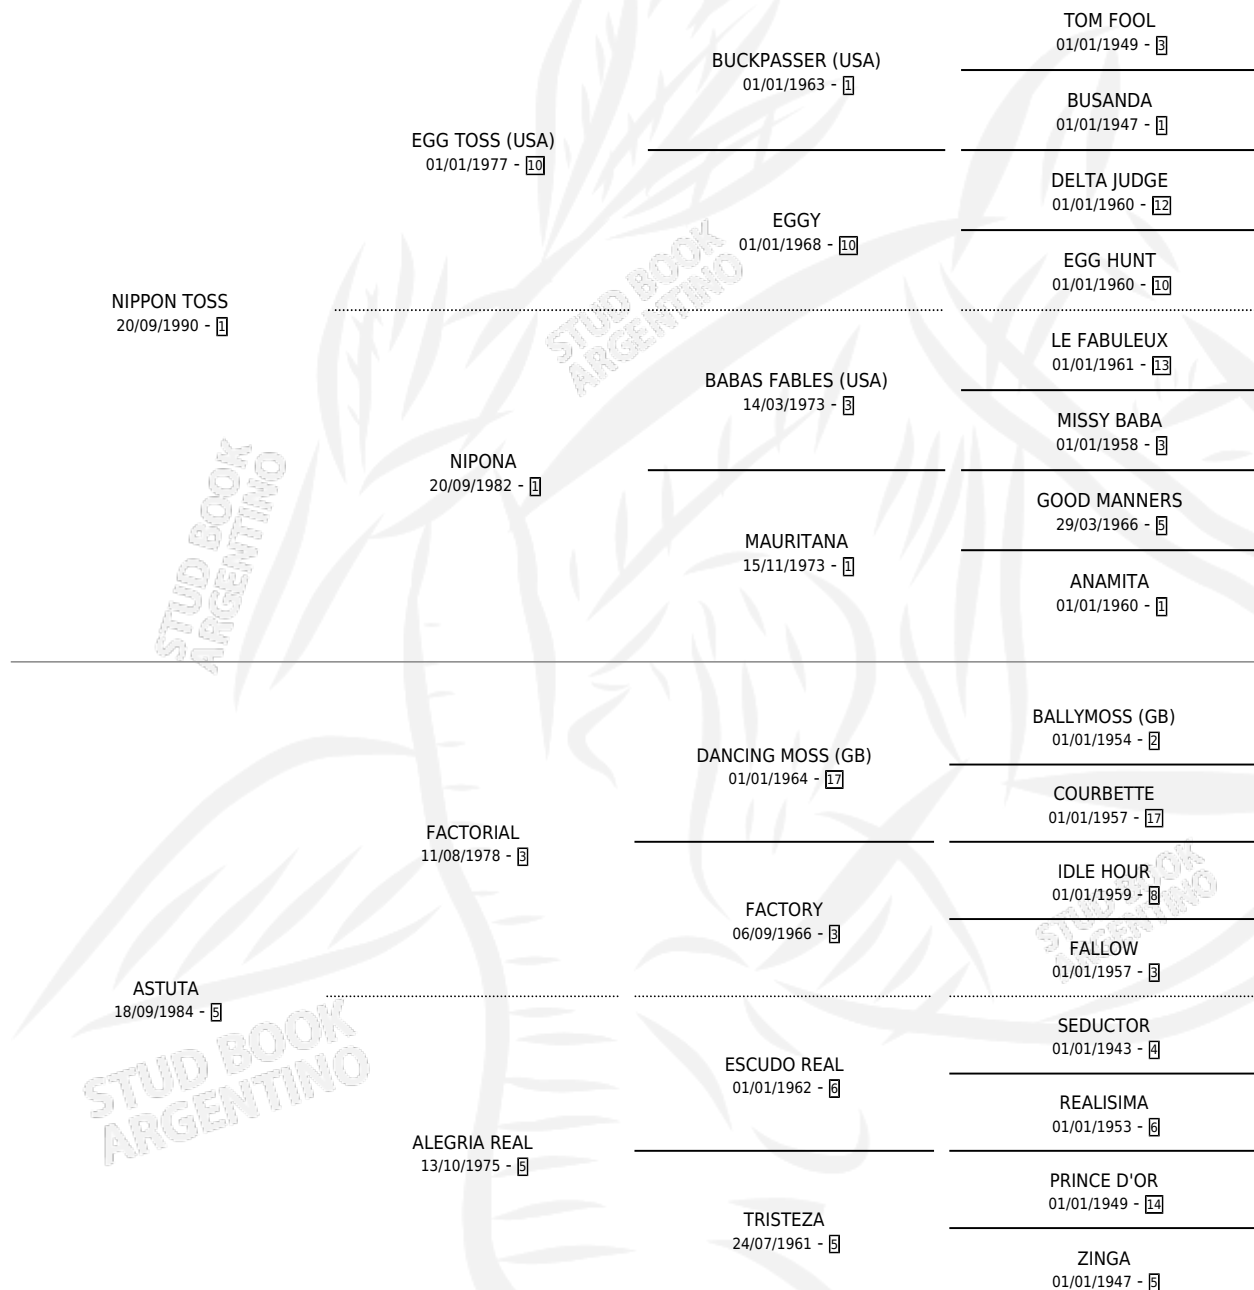 TOM FOOL
01/01/1949 - 3
BUCKPASSER (USA)
01/01/1963 - 1
BUSANDA
01/01/1947 - 1
EGG TOSS (USA)
01/01/1977 - 10
DELTA JUDGE
01/01/1960 - 12
EGGY
01/01/1968 - 10
EGG HUNT
01/01/1960 - 10
NIPPON TOSS
20/09/1990 - 1
LE FABULEUX
01/01/1961 - 13
BABAS FABLES (USA)
14/03/1973 - 3
MISSY BABA
01/01/1958 - 3
NIPONA
20/09/1982 - 1
GOOD MANNERS
29/03/1966 - 5
MAURITANA
15/11/1973 - 1
ANAMITA
01/01/1960 - 1
STUD BOOK
ARGENTINO
STUD BOOK
ARGENTINO
BALLYMOSS (GB)
01/01/1954 - 2
DANCING MOSS (GB)
01/01/1964 - 17
COURBETTE
01/01/1957 - 17
FACTORIAL
11/08/1978 - 3
IDLE HOUR
01/01/1959 - 8
FACTORY
06/09/1966 - 3
FALLOW
01/01/1957 - 3
STUD BOOK
ARGENTINO
ASTUTA
18/09/1984 - 5
SEDUCTOR
01/01/1943 - 4
ESCUDO REAL
01/01/1962 - 6
REALISIMA
01/01/1953 - 6
ALEGRIA REAL
13/10/1975 - 5
PRINCE D'OR
01/01/1949 - 14
TRISTEZA
24/07/1961 - 5
ZINGA
01/01/1947 - 5
STUD BOOK
ARGENTINO